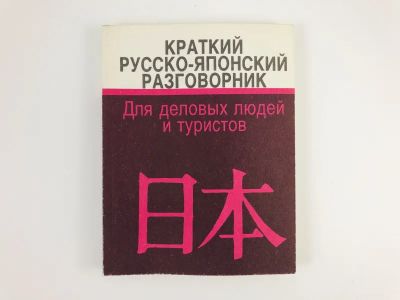 КРАТКИЙ
РУССКО-ЯПОНСКИЙ
РАЗГОВОРНИК
Для деловых людей
и туристов
日本